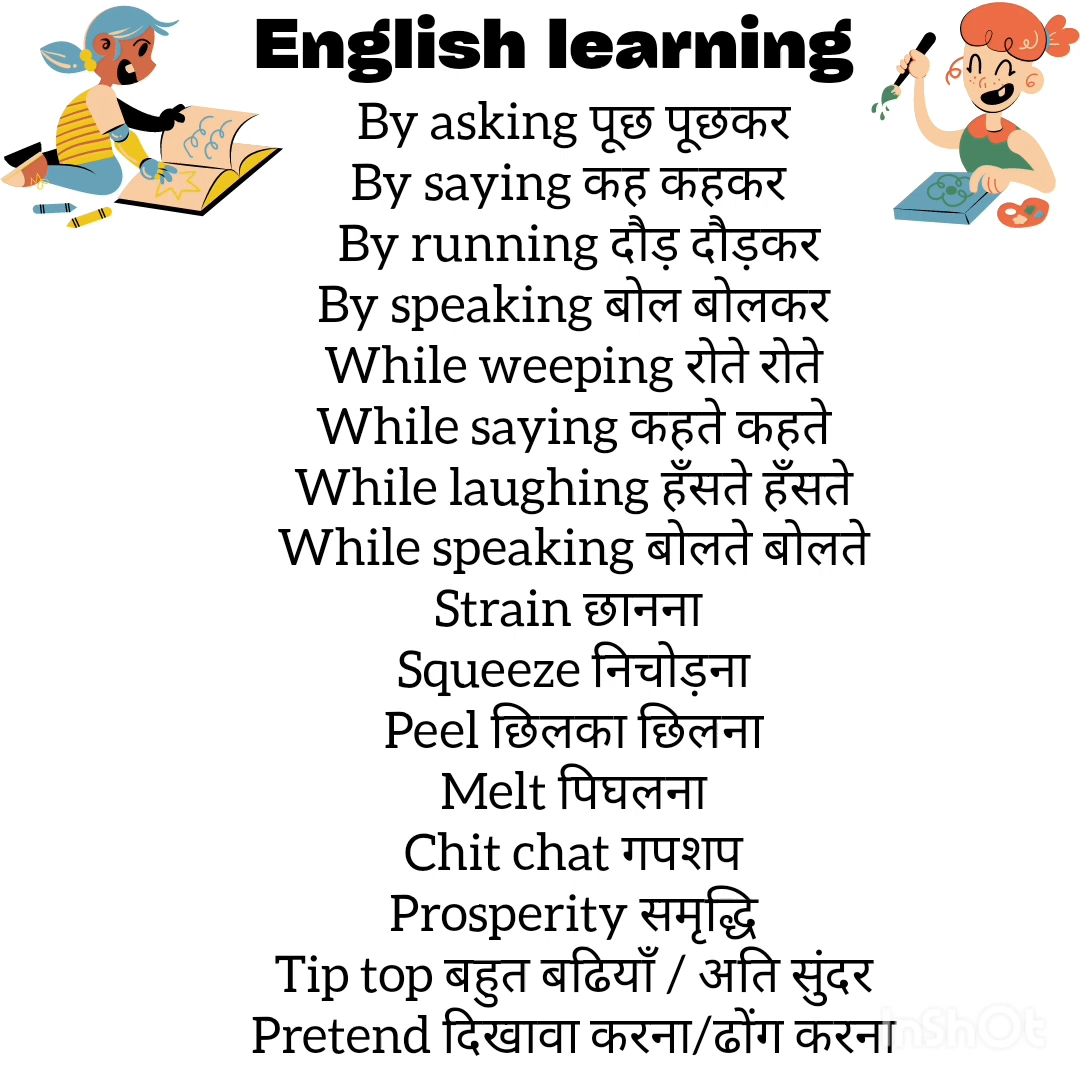 English learning
By asking पूछ पूछकर
By saying कह कहकर
By running दौड़ दौड़कर
By speaking बोल बोलकर
While weeping रोते रोते
While saying कहते कहते
While laughing हँसते हँसते
While speaking बोलते बोलते
Strain छानना
Squeeze निचोड़ना
Peel छिलका छिलना
Melt पिघलना
Chit chat गपशप
Prosperity समृद्धि
Tip top बहुत बढियाँ / अति सुंदर
Pretend दिखावा करना/ढोंग करना
InShOt